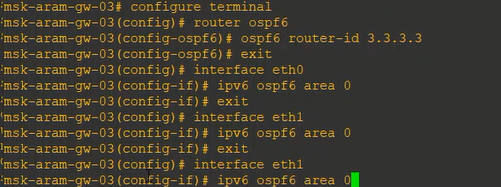 msk-aram-gw-03# configure terminal
msk-aram-gw-03(config)# router ospf6
msk-aram-gw-03(config-ospf6)# ospf6 router-id 3.3.3.3
msk-aram-gw-03(config-ospf6)# exit
msk-aram-gw-03(config)# interface eth0
msk-aram-gw-03(config-if)# ipv6 ospf6 area 0
msk-aram-gw-03(config-if)# exit
msk-aram-gw-03(config)# interface eth1
msk-aram-gw-03(config-if)# ipv6 ospf6 area 0
msk-aram-gw-03(config-if)# exit
msk-aram-gw-03(config)# interface eth1
msk-aram-gw-03(config-if)# ipv6 ospf6 area 0